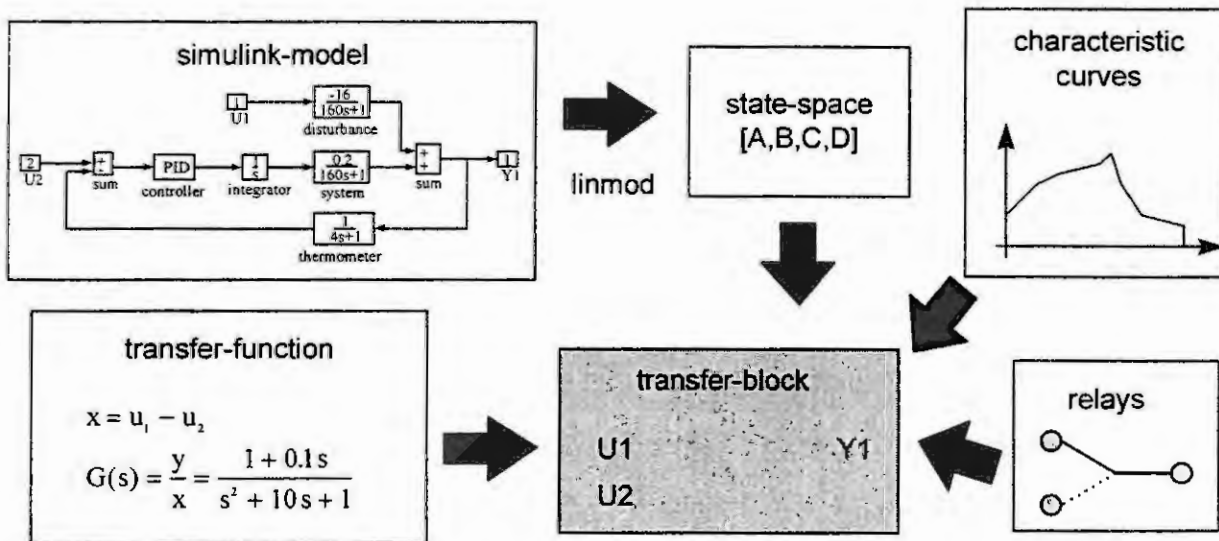 simulink-model
1
U1
-16
160s+1
disturbance
2
U2
+
-
sum
PID
controller
1
s
integrator
0.2
160s+1
system
+
+
sum
1
Y1
1
4s+1
thermometer
linmod
state-space
[A,B,C,D]
characteristic
curves
transfer-function
x = u₁ − u₂
G(s) = y/x = (1 + 0.1s)/(s² + 10s + 1)
transfer-block
U1 Y1
U2
relays